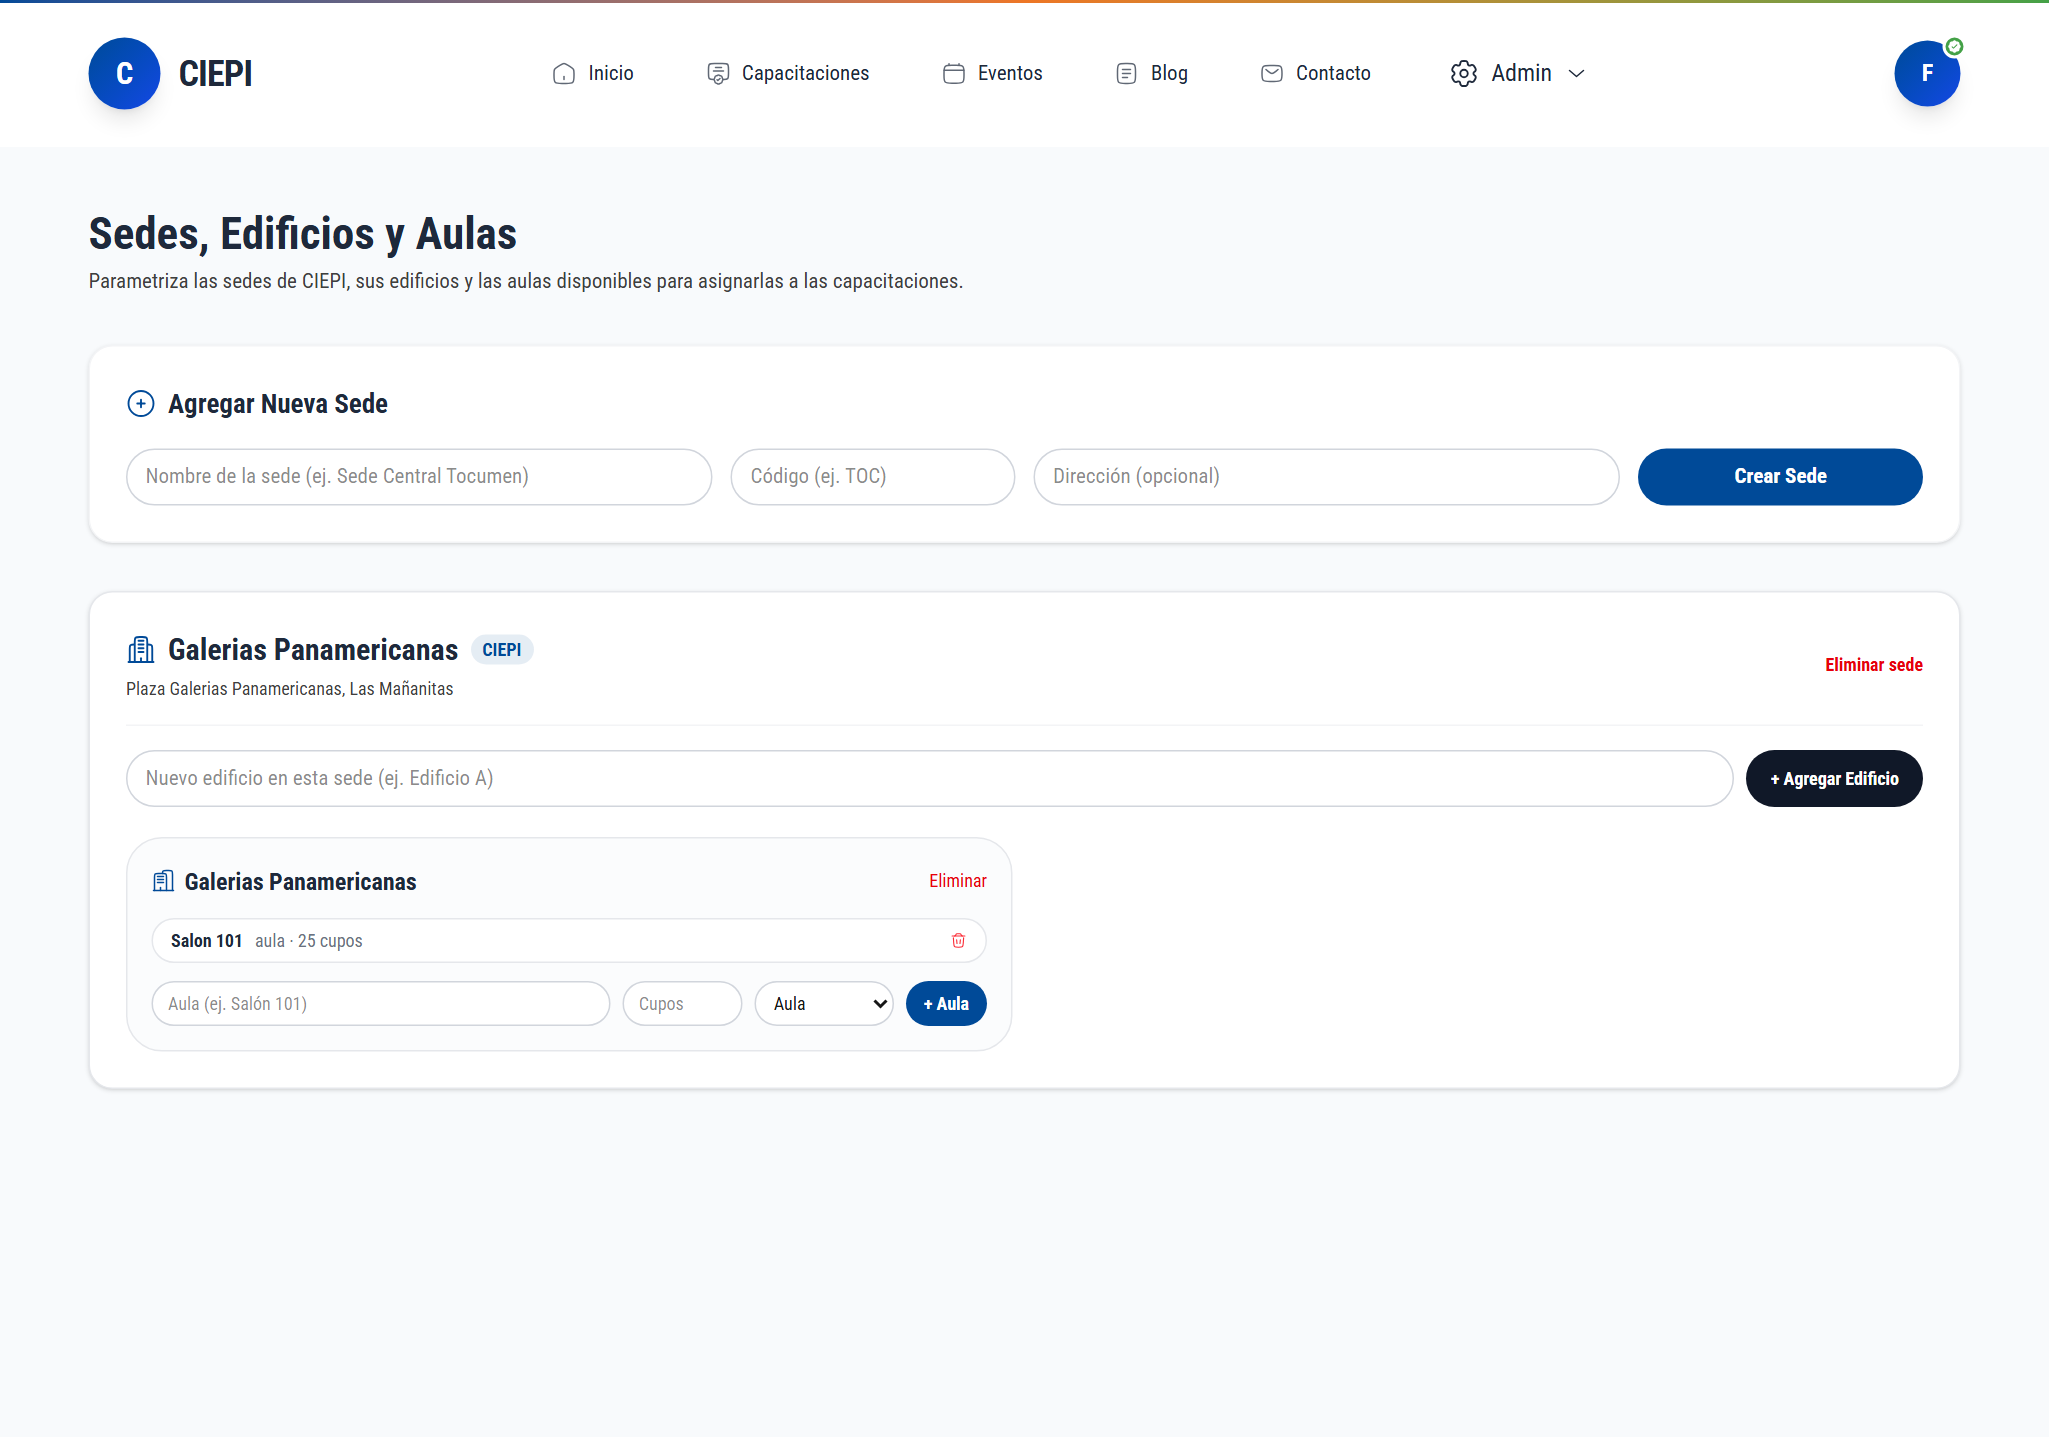 C CIEPI Inicio Capacitaciones Eventos Blog Contacto Admin F
Sedes, Edificios y Aulas
Parametriza las sedes de CIEPI, sus edificios y las aulas disponibles para asignarlas a las capacitaciones.
Agregar Nueva Sede
Nombre de la sede (ej. Sede Central Tocumen) Código (ej. TOC) Dirección (opcional) Crear Sede
Galerias Panamericanas CIEPI
Eliminar sede
Plaza Galerias Panamericanas, Las Mañanitas
Nuevo edificio en esta sede (ej. Edificio A) + Agregar Edificio
Galerias Panamericanas Eliminar
Salon 101 aula · 25 cupos
Aula (ej. Salón 101) Cupos Aula + Aula